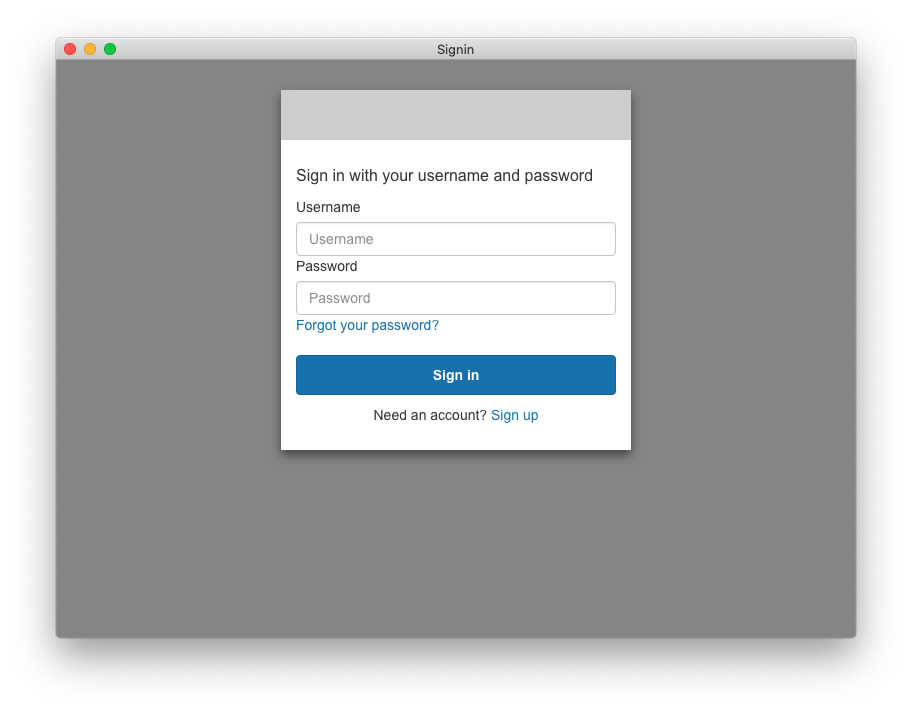 Signin
Sign in with your username and password
Username
Username
Password
Password
Forgot your password?
Sign in
Need an account? Sign up